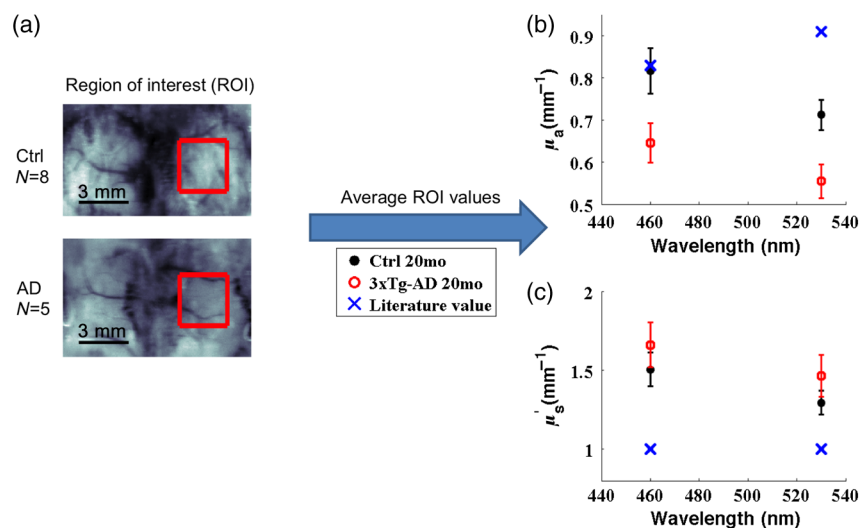 (a)
Region of interest (ROI)
Ctrl
N=8
3 mm
AD
N=5
3 mm
Average ROI values
Ctrl 20mo
3xTg-AD 20mo
Literature value
(b)
μa(mm⁻¹)
0.9
0.8
0.7
0.6
0.5
440 460 480 500 520 540
Wavelength (nm)
(c)
μs'(mm⁻¹)
2
1.5
1
440 460 480 500 520 540
Wavelength (nm)